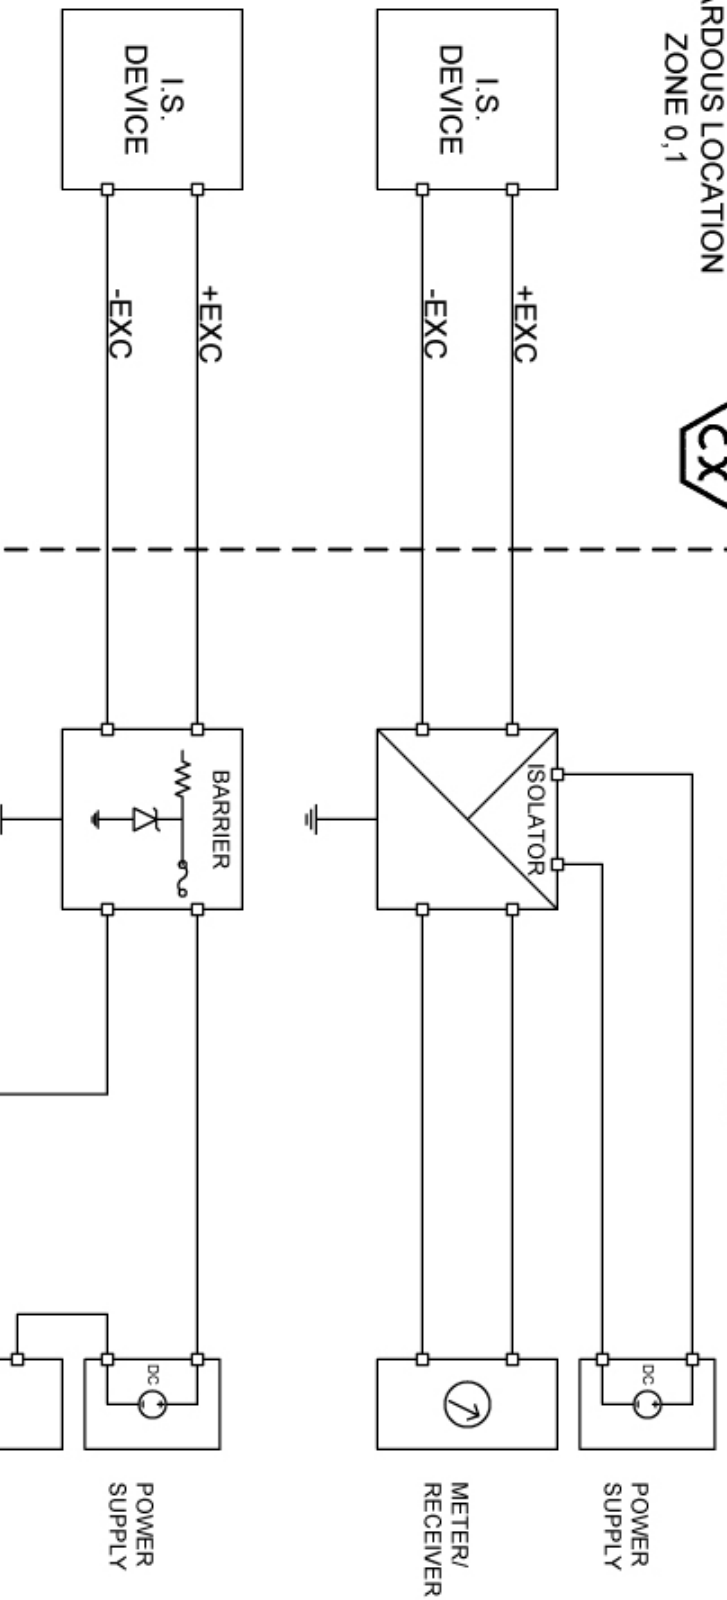 ARDOUS LOCATION
ZONE 0,1
DC
+
-
POWER
SUPPLY
I.S.
DEVICE
+EXC
-EXC
ISOLATOR
METER/
RECEIVER
I.S.
DEVICE
+EXC
-EXC
BARRIER
DC
+
-
POWER
SUPPLY